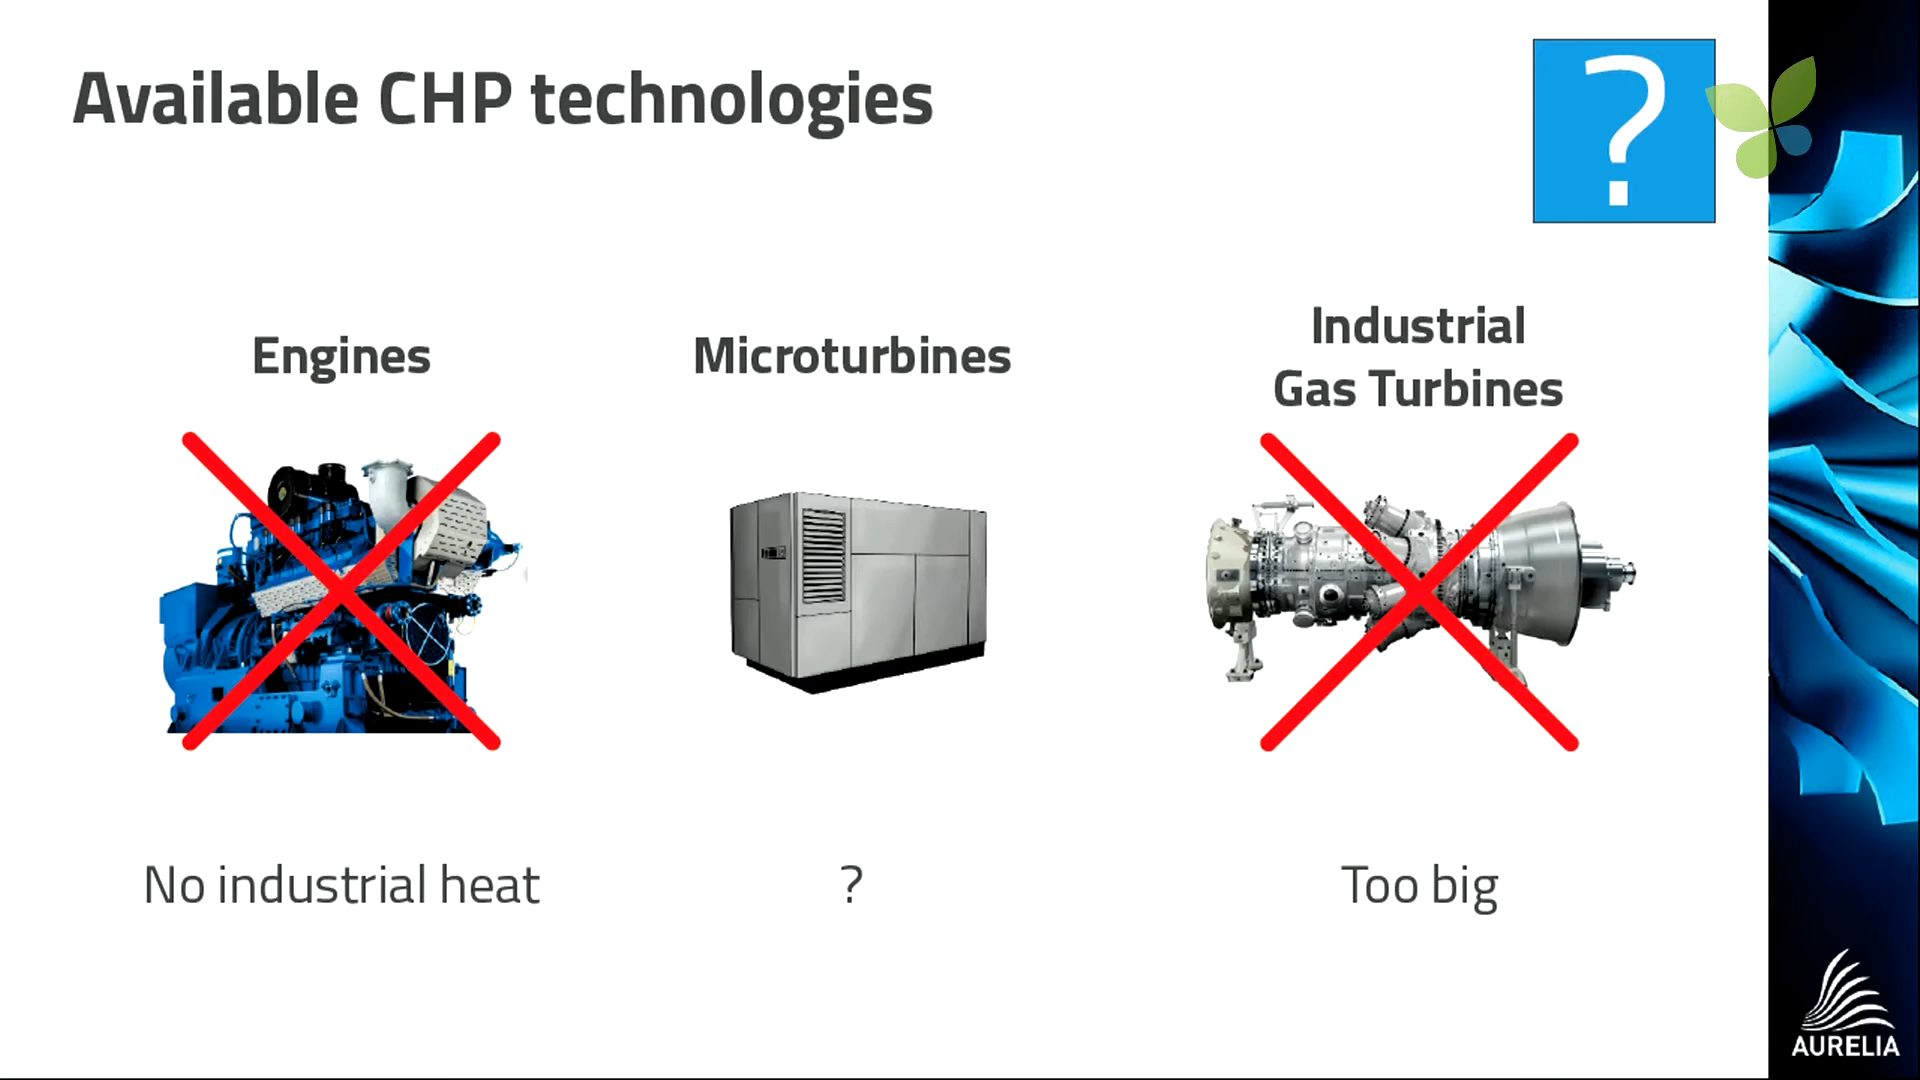 Available CHP technologies
?
Engines
Microturbines
Industrial
Gas Turbines
No industrial heat
?
Too big
AURELIA